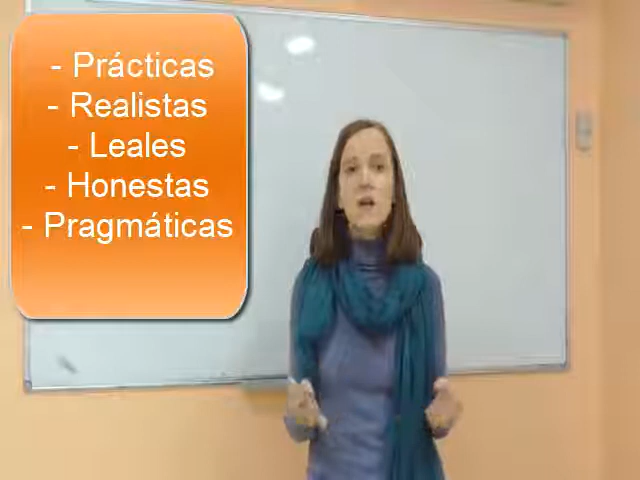 - Prácticas
- Realistas
- Leales
- Honestas
- Pragmáticas